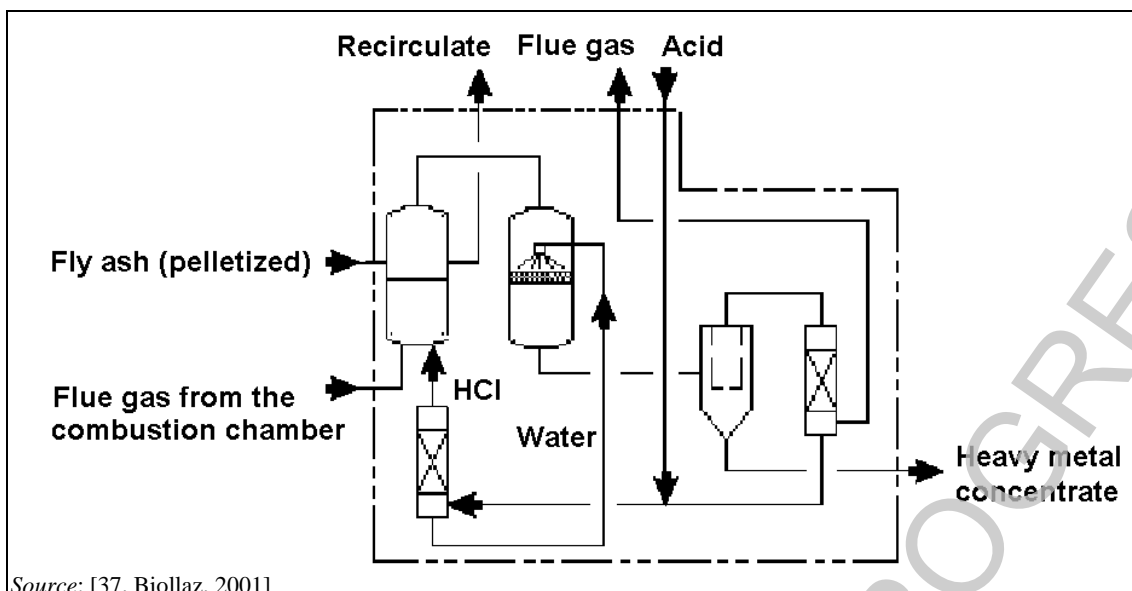 Recirculate
Flue gas
Acid
Fly ash (pelletized)
Flue gas from the
combustion chamber
HCl
Water
Heavy metal
concentrate
Source: [37, Biollaz, 2001]